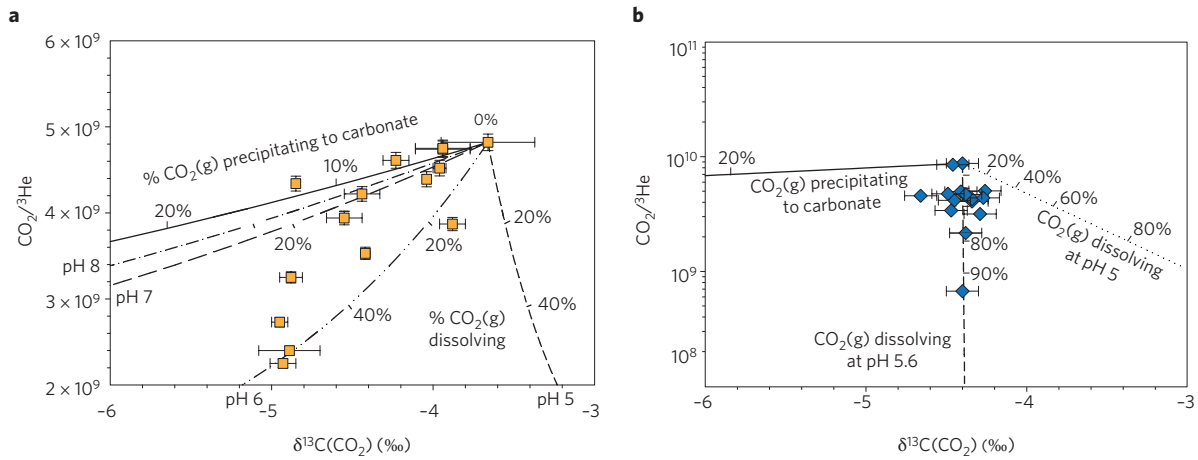 a
6 × 10⁹
5 × 10⁹
4 × 10⁹
3 × 10⁹
2 × 10⁹
CO₂/³He
0%
% CO₂(g) precipitating to carbonate
10%
20%
20%
20%
20%
40%
40%
pH 8
pH 7
% CO₂(g)
dissolving
pH 6
pH 5
–6
–5
–4
–3
δ¹³C(CO₂) (‰)
b
10¹¹
10¹⁰
10⁹
10⁸
CO₂/³He
20%
CO₂(g) precipitating
to carbonate
20%
40%
60%
80%
CO₂(g) dissolving
at pH 5
80%
90%
CO₂(g) dissolving
at pH 5.6
–6
–5
–4
–3
δ¹³C(CO₂) (‰)